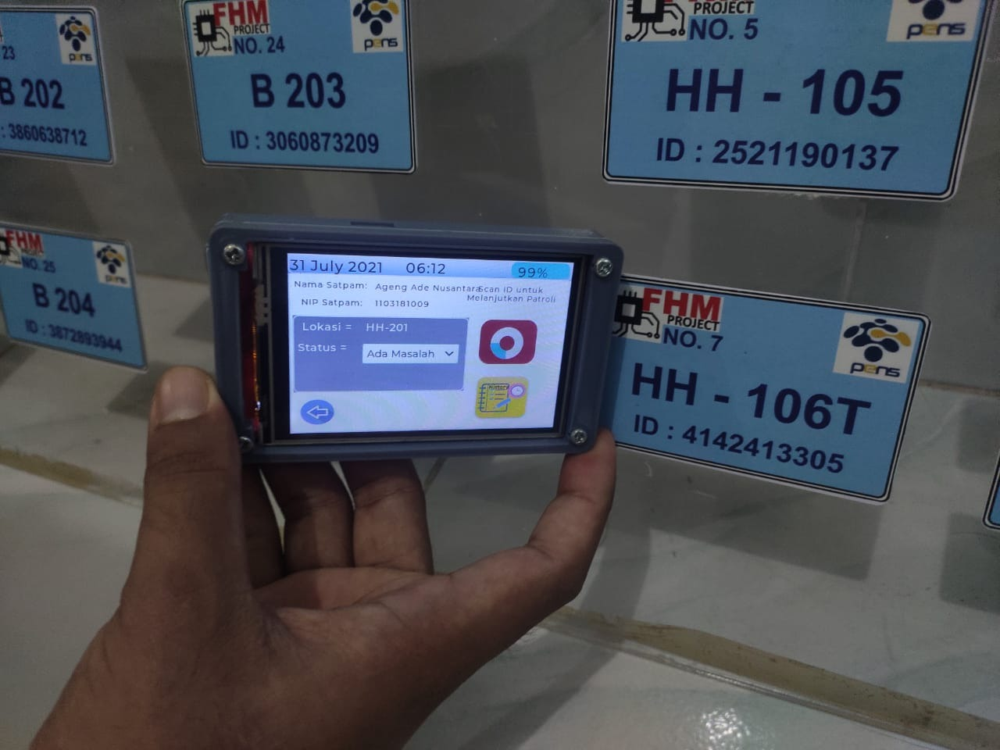 23
B 202
: 3860638712
FHM
PROJECT
NO. 24
pens
B 203
ID : 3060873209
PROJECT
NO. 5
pens
HH - 105
ID : 2521190137
FHM
NO. 25
pens
B 204
ID : 3872893944
31 July 2021 06:12 99%
Nama Satpam: Ageng Ade Nusantara
NIP Satpam: 1103181009
Scan ID untuk
Melanjutkan Patroli
Lokasi = HH-201
Status = Ada Masalah
History
FHM
PROJECT
NO. 7
pens
HH - 106T
ID : 4142413305